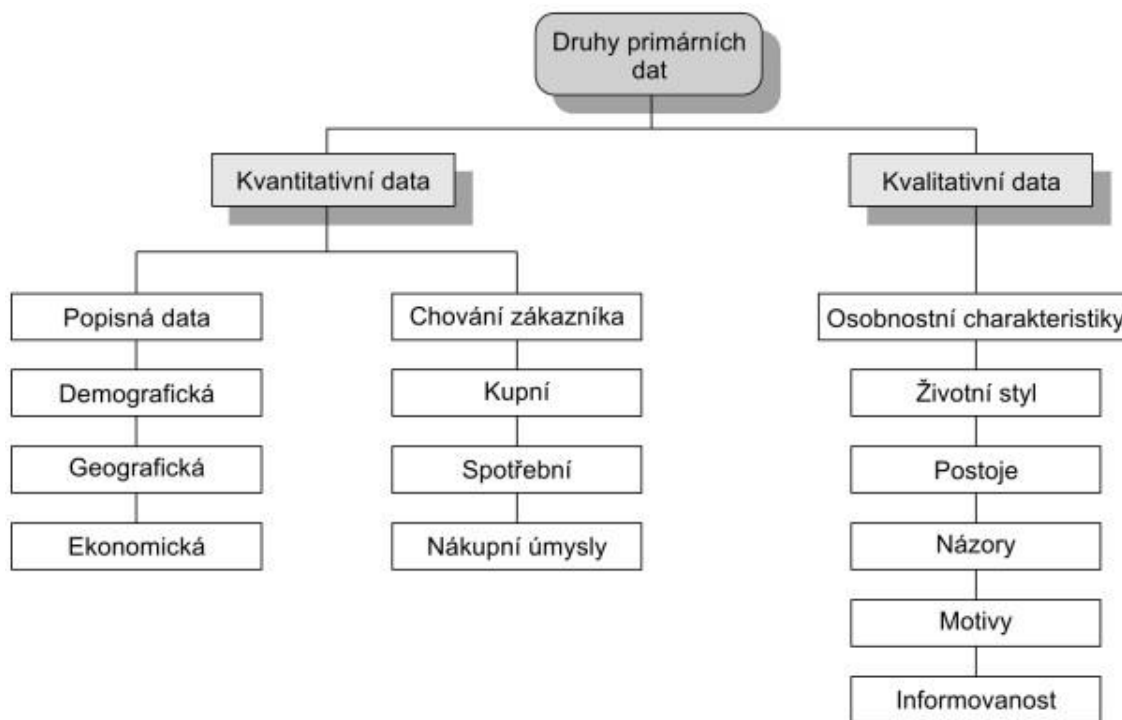 Druhy primárních
dat
Kvantitativní data
Kvalitativní data
Popisná data
Chování zákazníka
Osobnostní charakteristiky
Demografická
Kupní
Životní styl
Geografická
Spotřební
Postoje
Ekonomická
Nákupní úmysly
Názory
Motivy
Informovanost